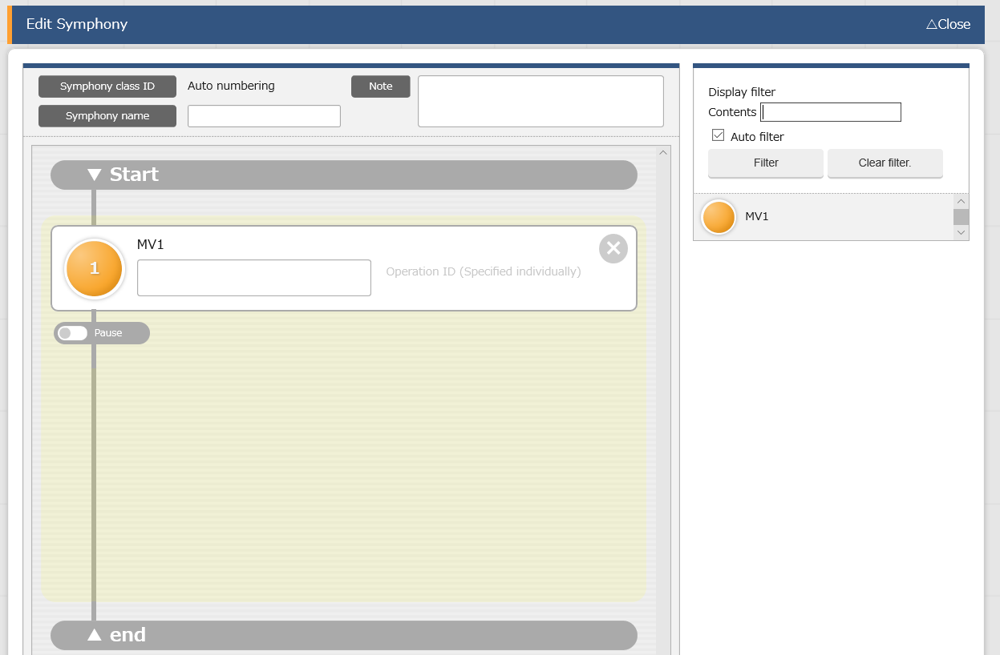 Edit Symphony
△Close
Symphony class ID
Auto numbering
Note
Symphony name
▼ Start
1
MV1
Operation ID (Specified individually)
Pause
▲ end
Display filter
Contents
Auto filter
Filter
Clear filter.
MV1